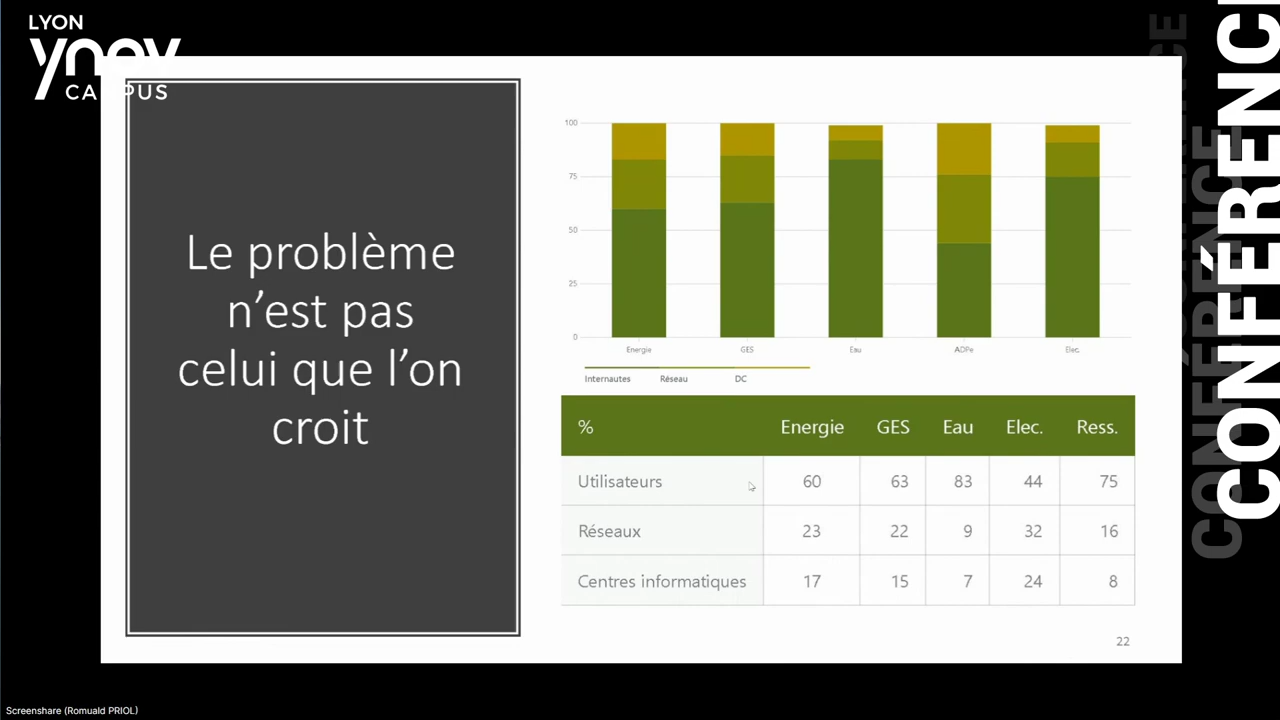 LYON
ynov
CAMPUS
Le problème
n’est pas
celui que l’on
croit
100
75
50
25
0
Energie GES Eau ADPe Elec.
Internautes Réseau DC
% Energie GES Eau Elec. Ress.
Utilisateurs 60 63 83 44 75
Réseaux 23 22 9 32 16
Centres informatiques 17 15 7 24 8
22
CONFÉRENC
CONFÉRENCE
Screenshare (Romuald PRIOL)